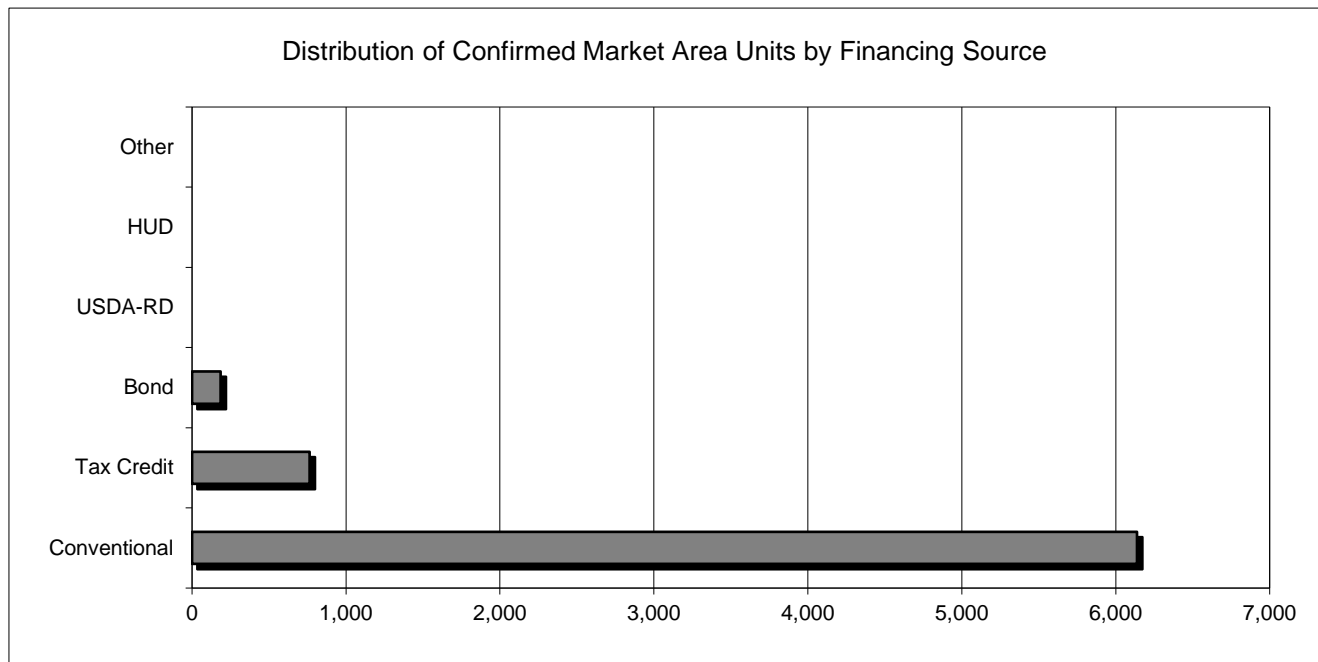 Distribution of Confirmed Market Area Units by Financing Source
Other
HUD
USDA-RD
Bond
Tax Credit
Conventional
0 1,000 2,000 3,000 4,000 5,000 6,000 7,000